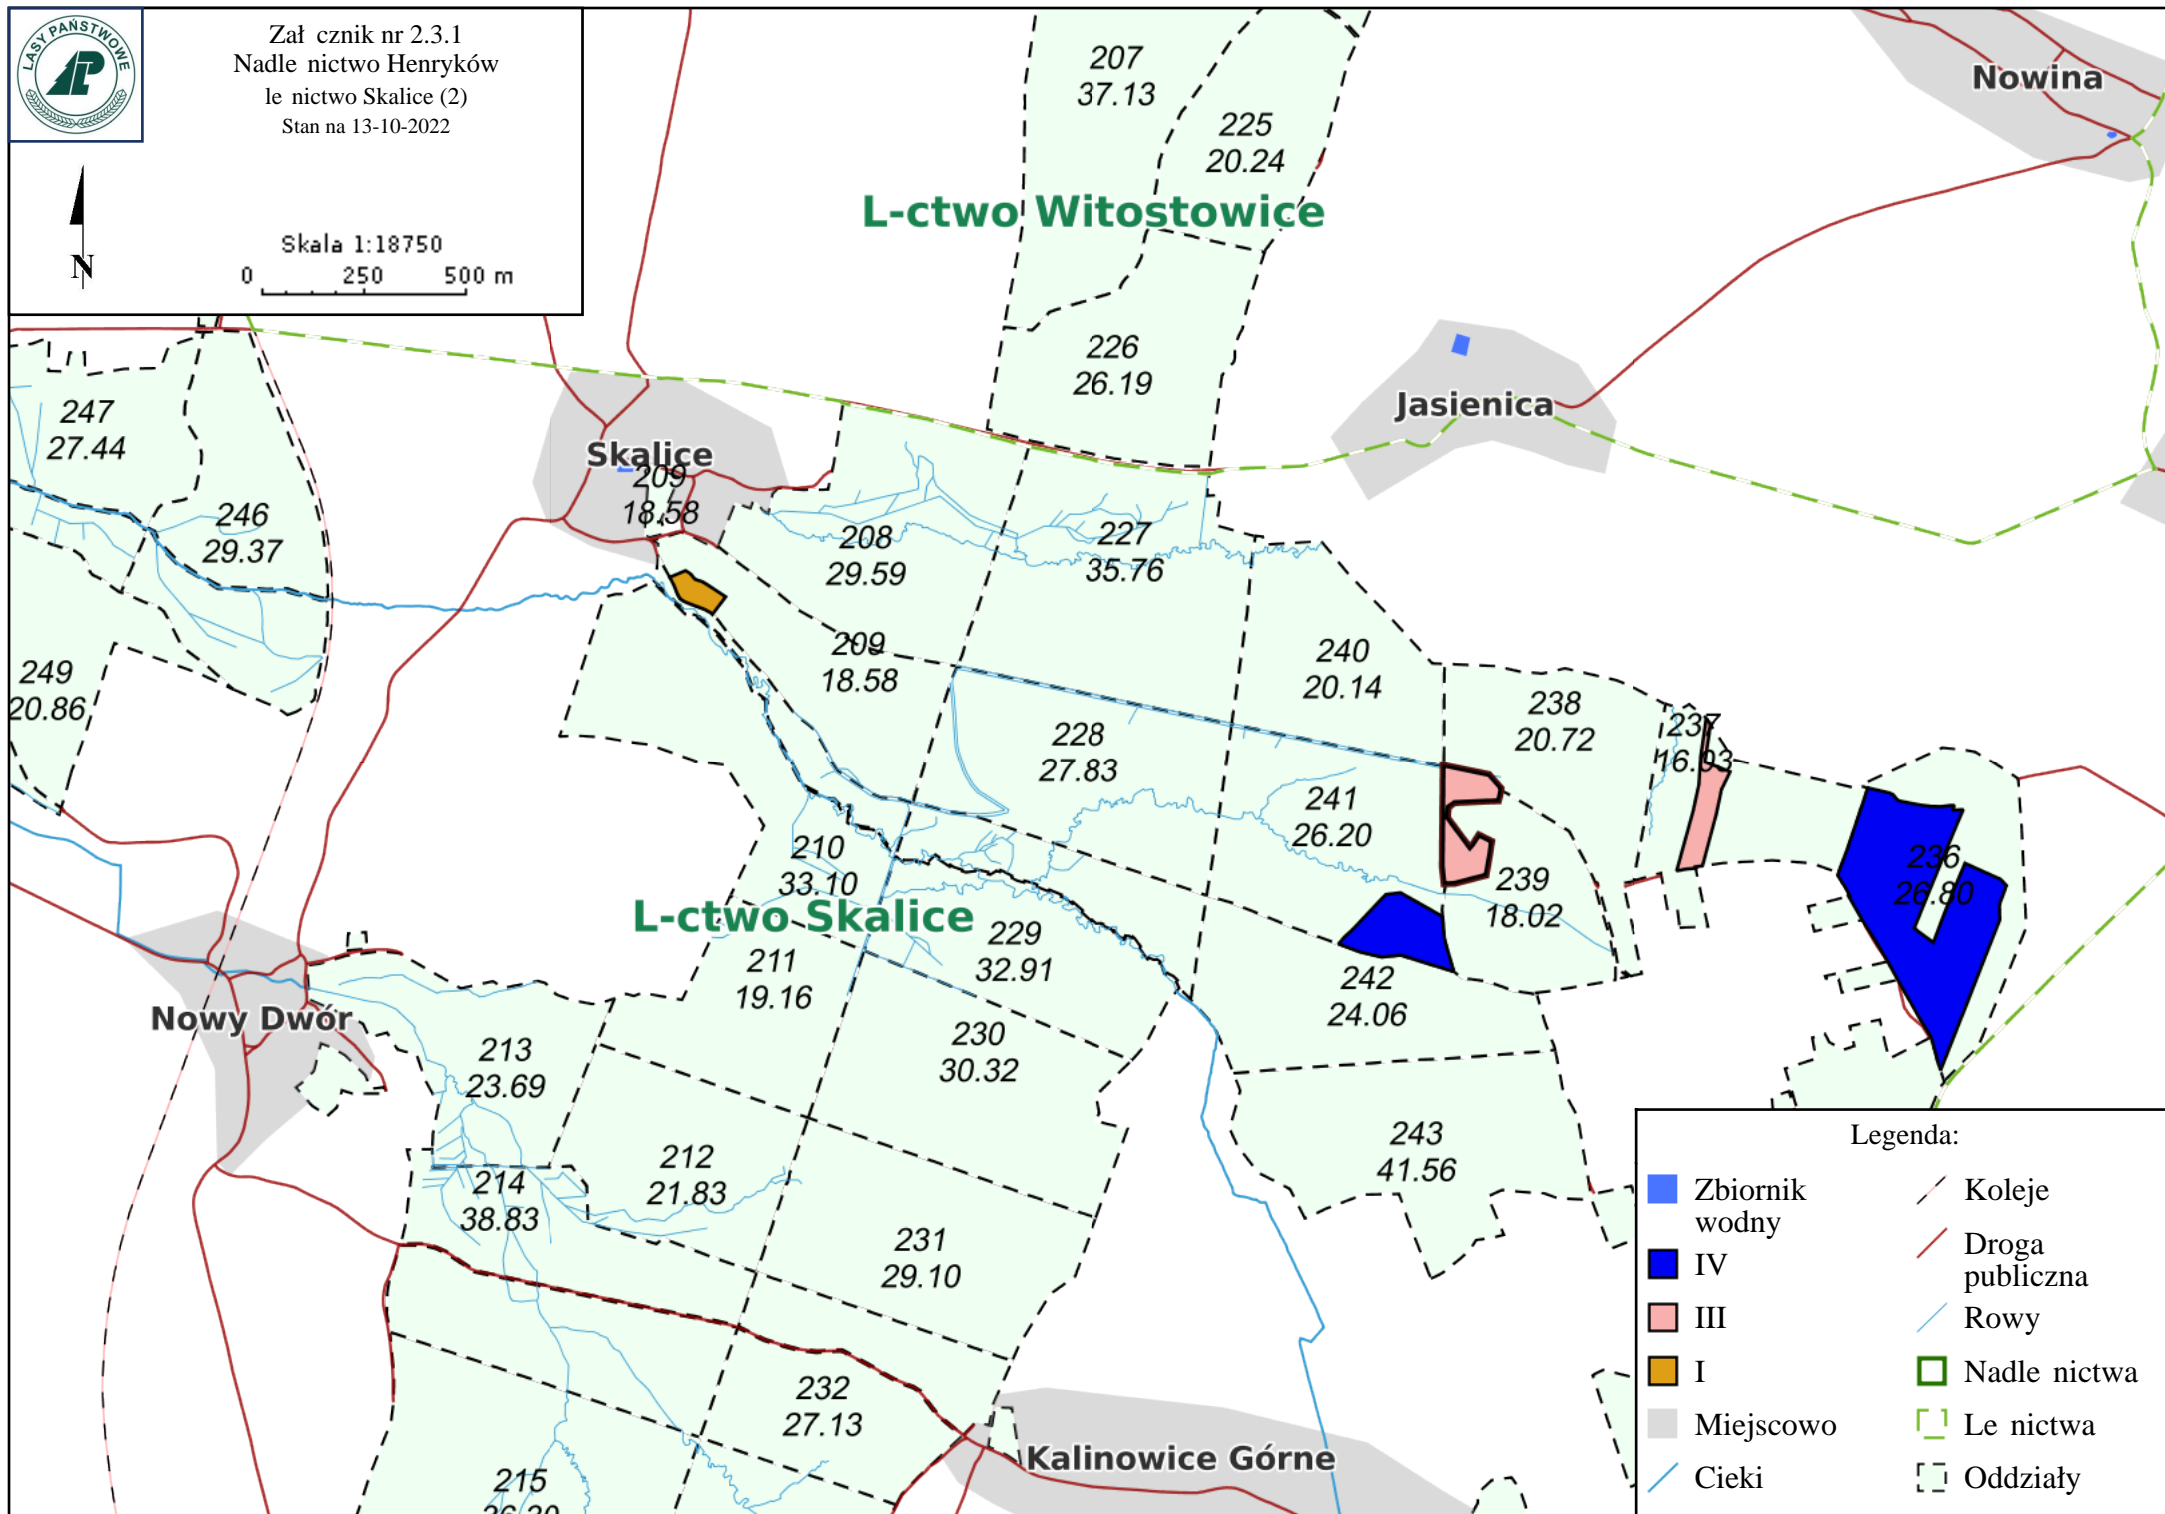 LASY PAŃSTWOWE
Zał cznik nr 2.3.1
Nadle nictwo Henryków
le nictwo Skalice (2)
Stan na 13-10-2022
N
Skala 1:18750
0 250 500 m
207
37.13
225
20.24
Nowina
L-ctwo Witostowice
226
26.19
Jasienica
247
27.44
Skalice
209
18.58
246
29.37
208
29.59
227
35.76
249
20.86
209
18.58
240
20.14
238
20.72
237
16.03
228
27.83
241
26.20
210
33.10
236
26.80
239
18.02
L-ctwo Skalice
229
32.91
211
19.16
242
24.06
Nowy Dwór
213
23.69
230
30.32
243
41.56
212
21.83
214
38.83
231
29.10
232
27.13
Kalinowice Górne
215
26.30
Legenda:
Zbiornik
wodny
IV
III
I
Miejscowo
Cieki
Koleje
Droga
publiczna
Rowy
Nadle nictwa
Le nictwa
Oddziały